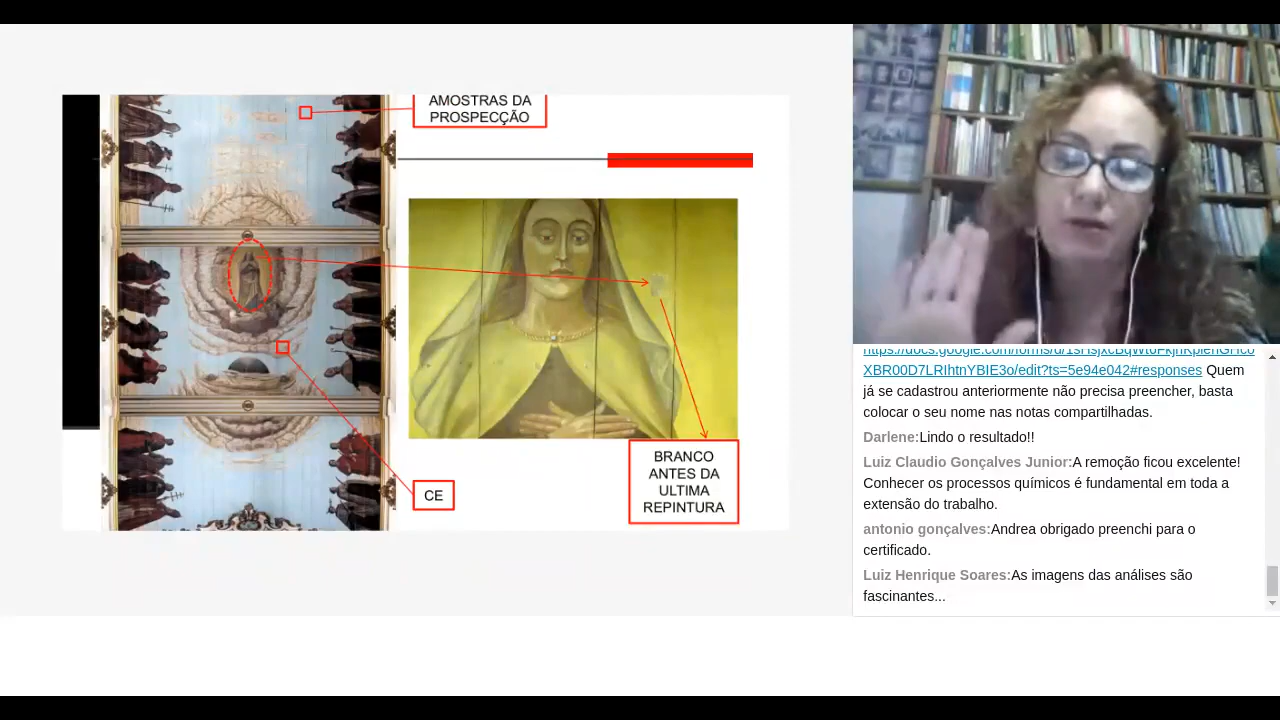 AMOSTRAS DA
PROSPECÇÃO
CE
BRANCO
ANTES DA
ULTIMA
REPINTURA
XBR00D7LRIhtnYBIE3o/edit?ts=5e94e042#responses Quem
já se cadastrou anteriormente não precisa preencher, basta
colocar o seu nome nas notas compartilhadas.
Darlene:Lindo o resultado!!
Luiz Claudio Gonçalves Junior:A remoção ficou excelente!
Conhecer os processos químicos é fundamental em toda a
extensão do trabalho.
antonio gonçalves:Andrea obrigado preenchi para o
certificado.
Luiz Henrique Soares:As imagens das análises são
fascinantes...